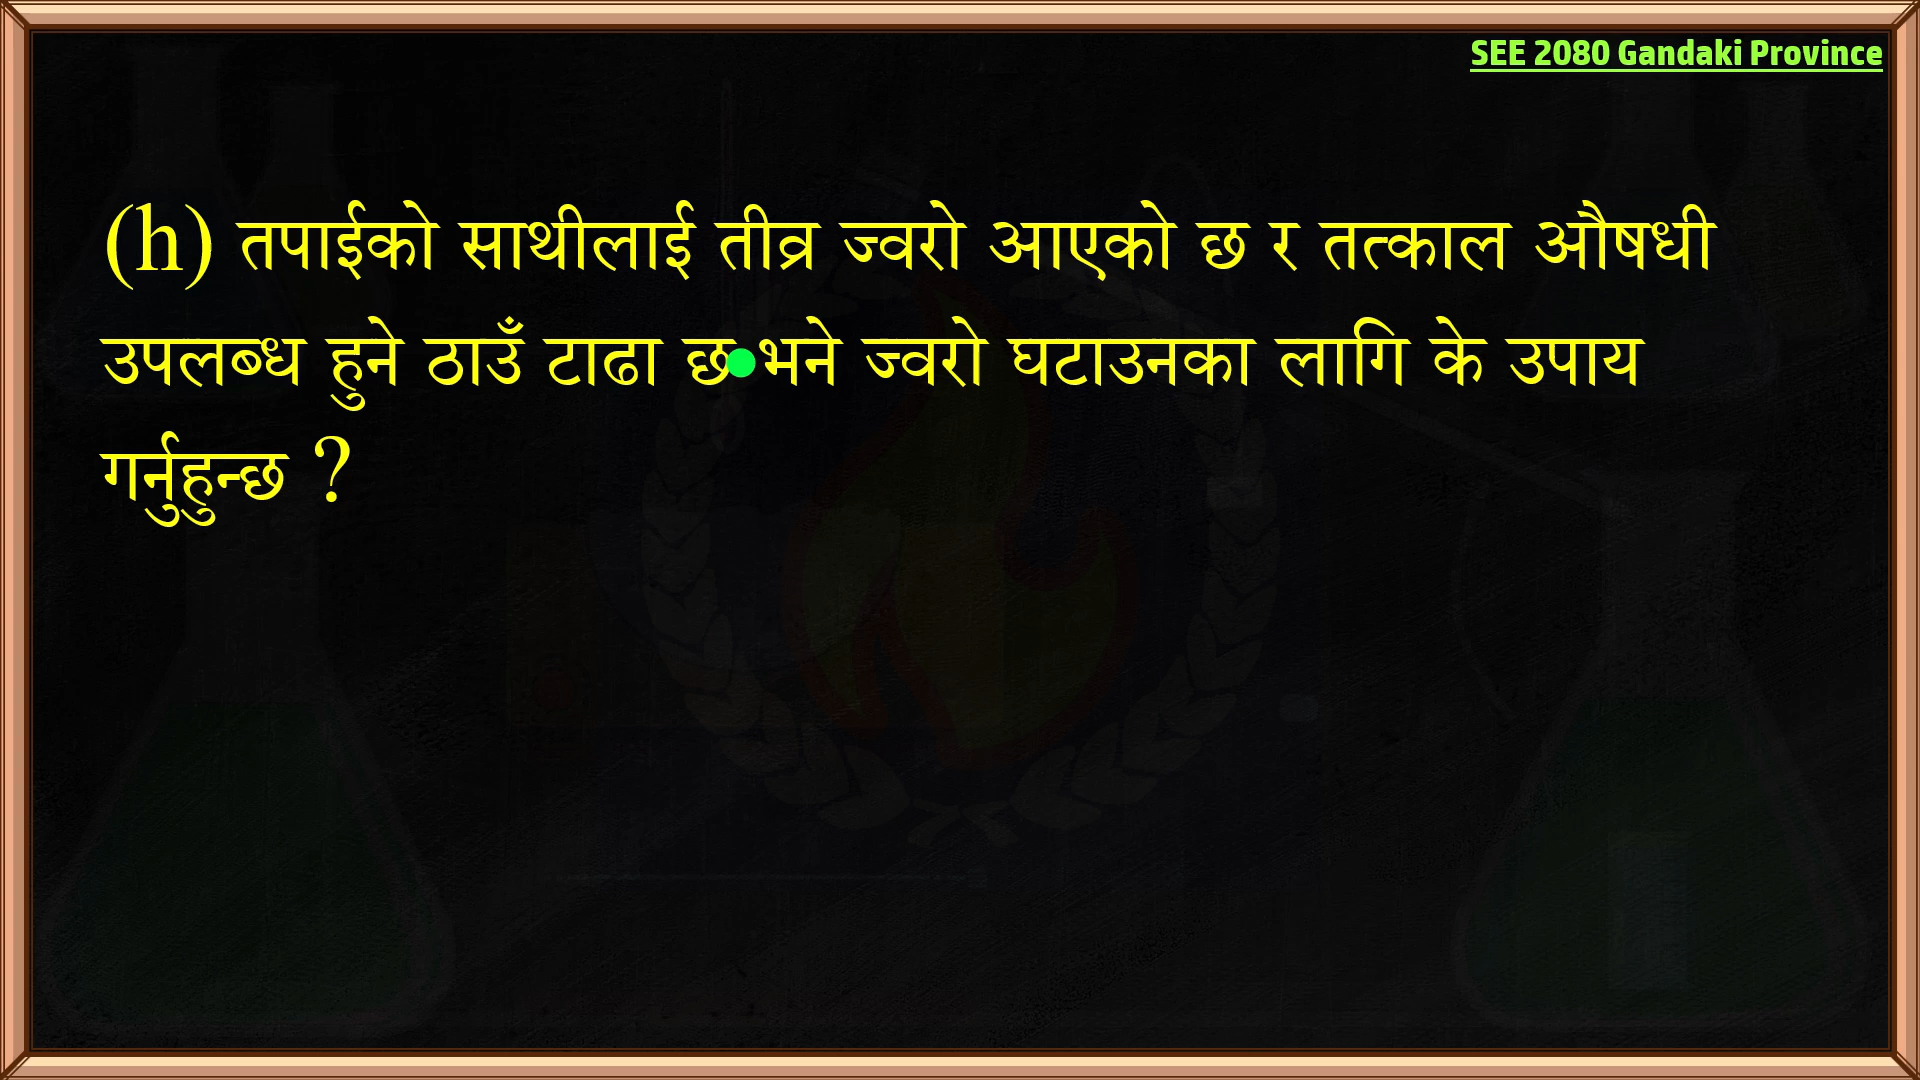 SEE 2080 Gandaki Province
(h) तपाईको साथीलाई तीव्र ज्वरो आएको छ र तत्काल औषधी
उपलब्ध हुने ठाउँ टाढा छ भने ज्वरो घटाउनका लागि के उपाय
गर्नुहुन्छ ?